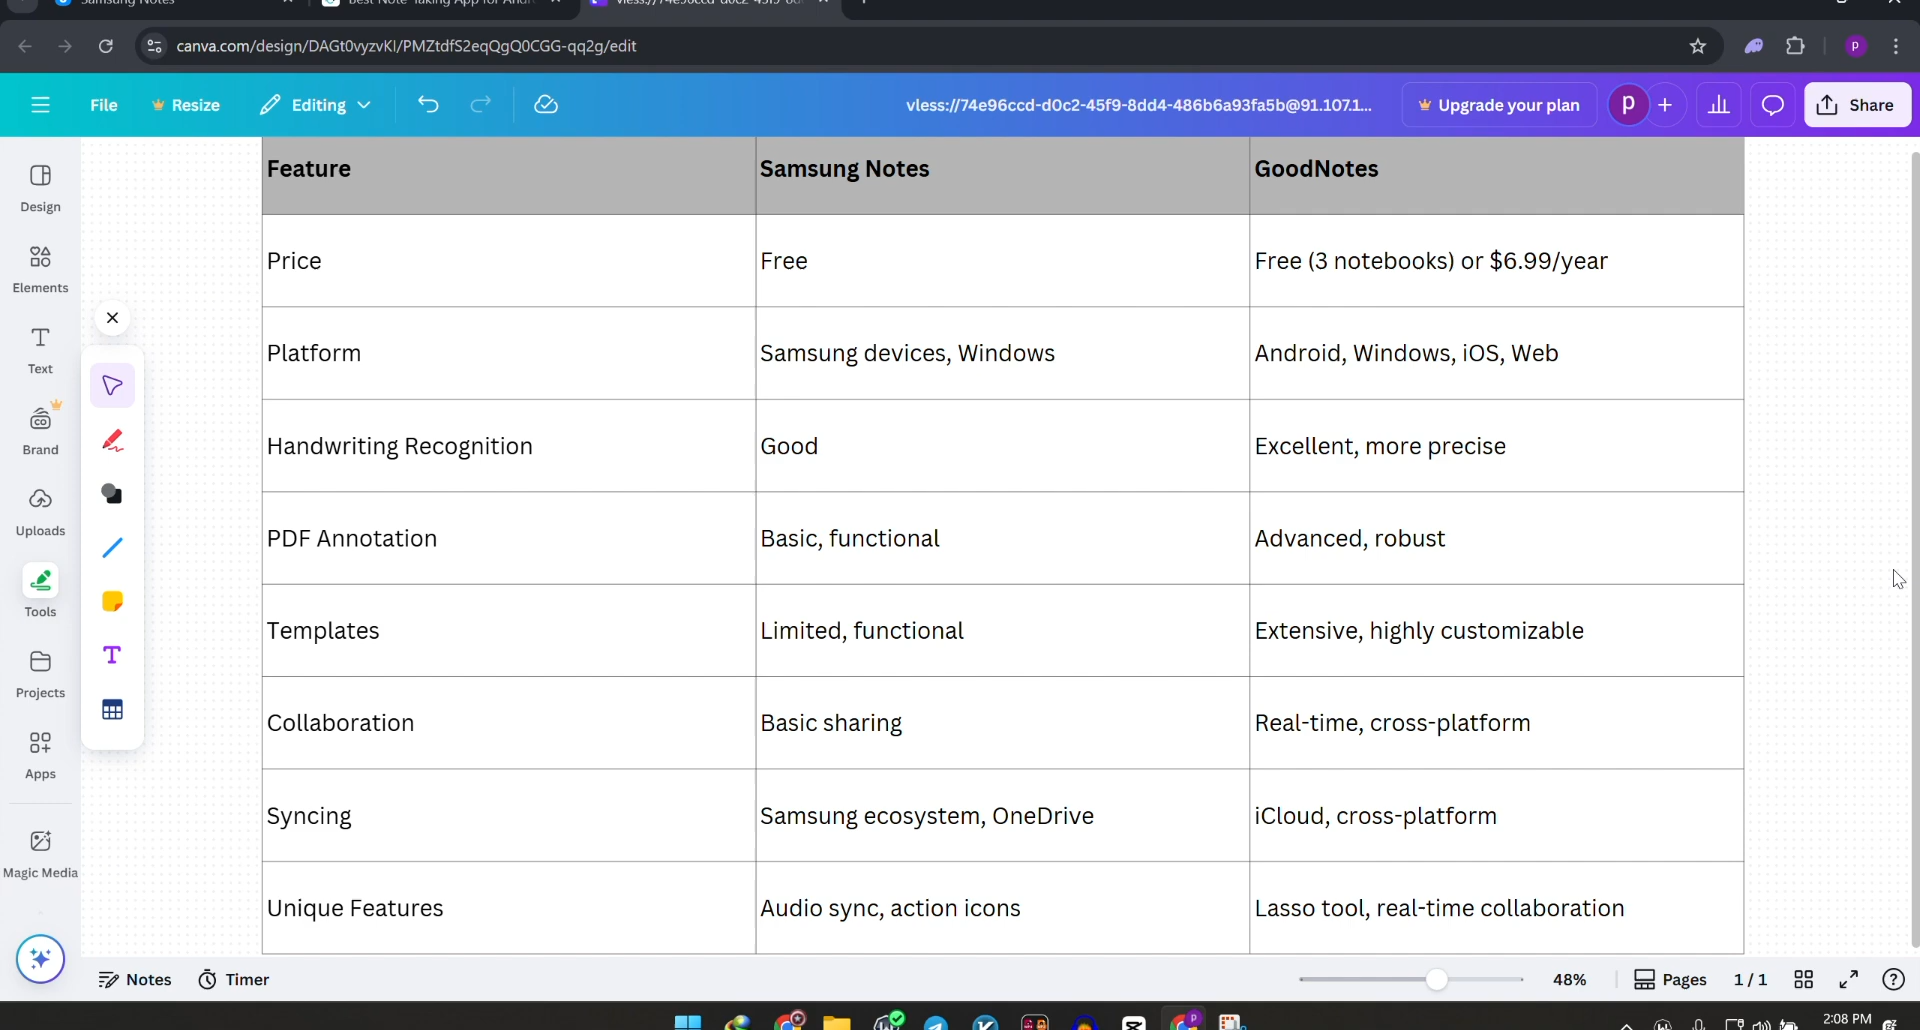 canva.com/design/DAGt0vyzvKI/PMZtdfS2eqQgQ0CGG-qq2g/edit
P
File
Resize
Editing
vless://74e96ccd-d0c2-45f9-8dd4-486b6a93fa5b@91.107.1...
Upgrade your plan
P
Share
Design
Elements
Text
Brand
Uploads
Tools
Projects
Apps
Magic Media
Feature Samsung Notes GoodNotes
Price Free Free (3 notebooks) or $6.99/year
Platform Samsung devices, Windows Android, Windows, iOS, Web
Handwriting Recognition Good Excellent, more precise
PDF Annotation Basic, functional Advanced, robust
Templates Limited, functional Extensive, highly customizable
Collaboration Basic sharing Real-time, cross-platform
Syncing Samsung ecosystem, OneDrive iCloud, cross-platform
Unique Features Audio sync, action icons Lasso tool, real-time collaboration
Notes Timer 48% Pages 1 / 1
2:08 PM